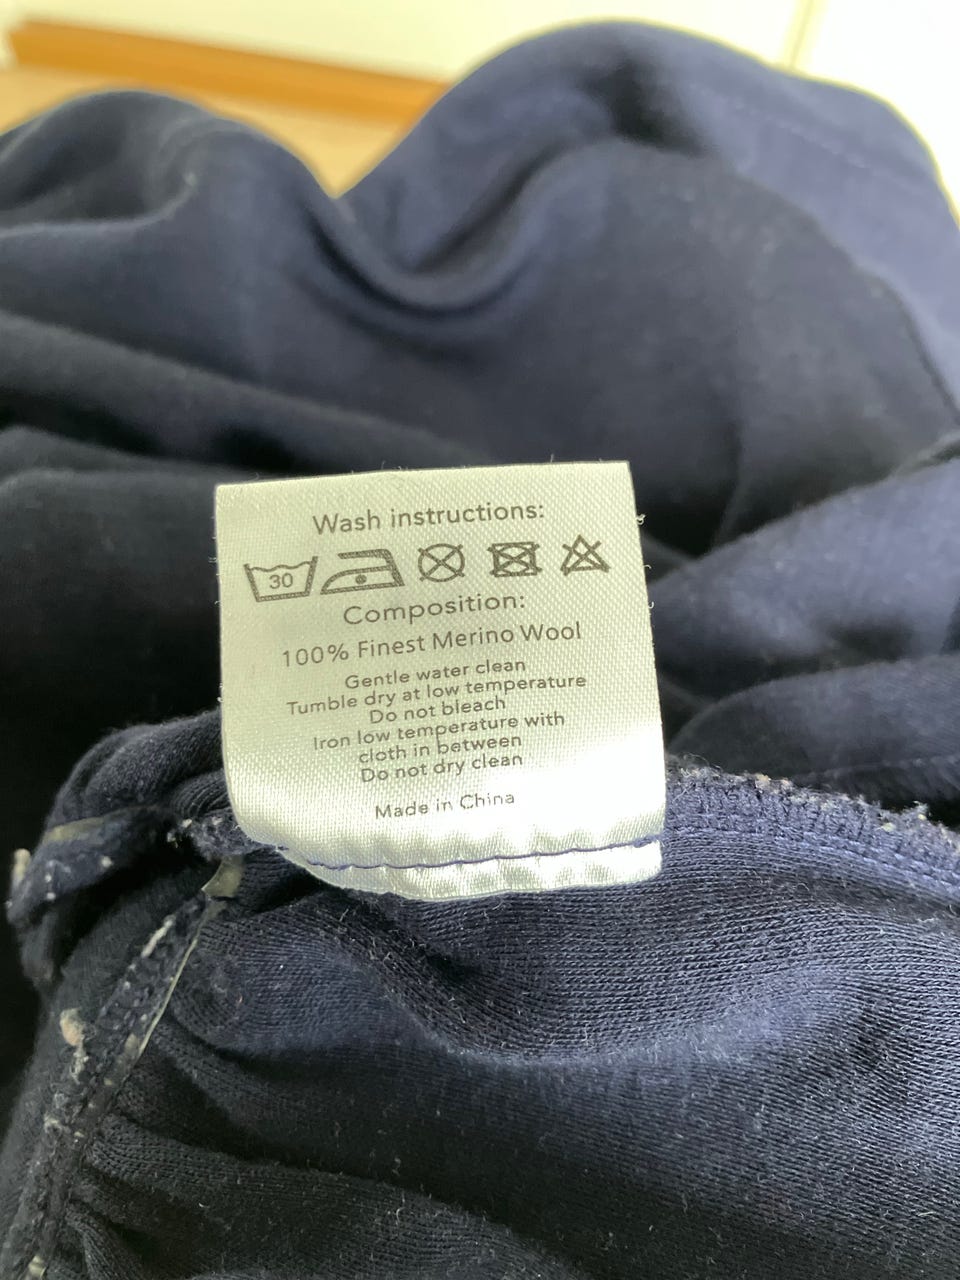 Wash instructions:
30
Composition:
100% Finest Merino Wool
Gentle water clean
Tumble dry at low temperature
Do not bleach
Iron low temperature with
cloth in between
Do not dry clean
Made in China